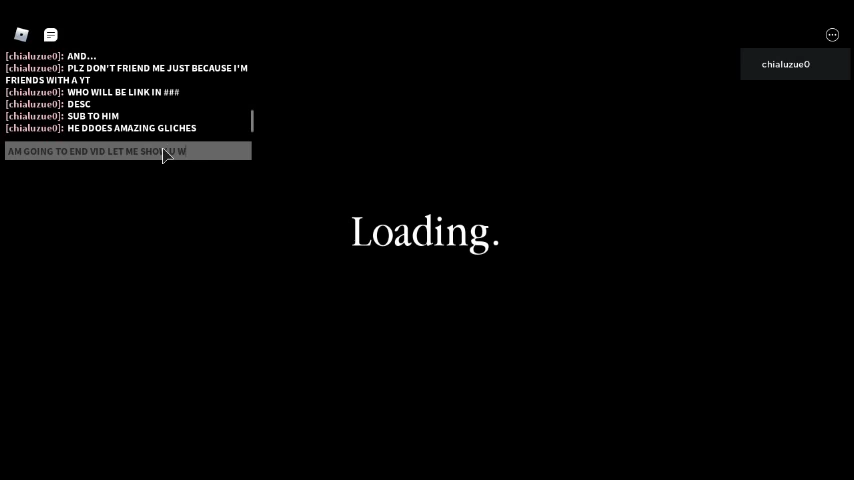 [chialuzue0]: AND...
[chialuzue0]: PLZ DON'T FRIEND ME JUST BECAUSE I'M
FRIENDS WITH A YT
[chialuzue0]: WHO WILL BE LINK IN ###
[chialuzue0]: DESC
[chialuzue0]: SUB TO HIM
[chialuzue0]: HE DDOES AMAZING GLICHES
AM GOING TO END VID LET ME U W
chialuzue0
Loading.